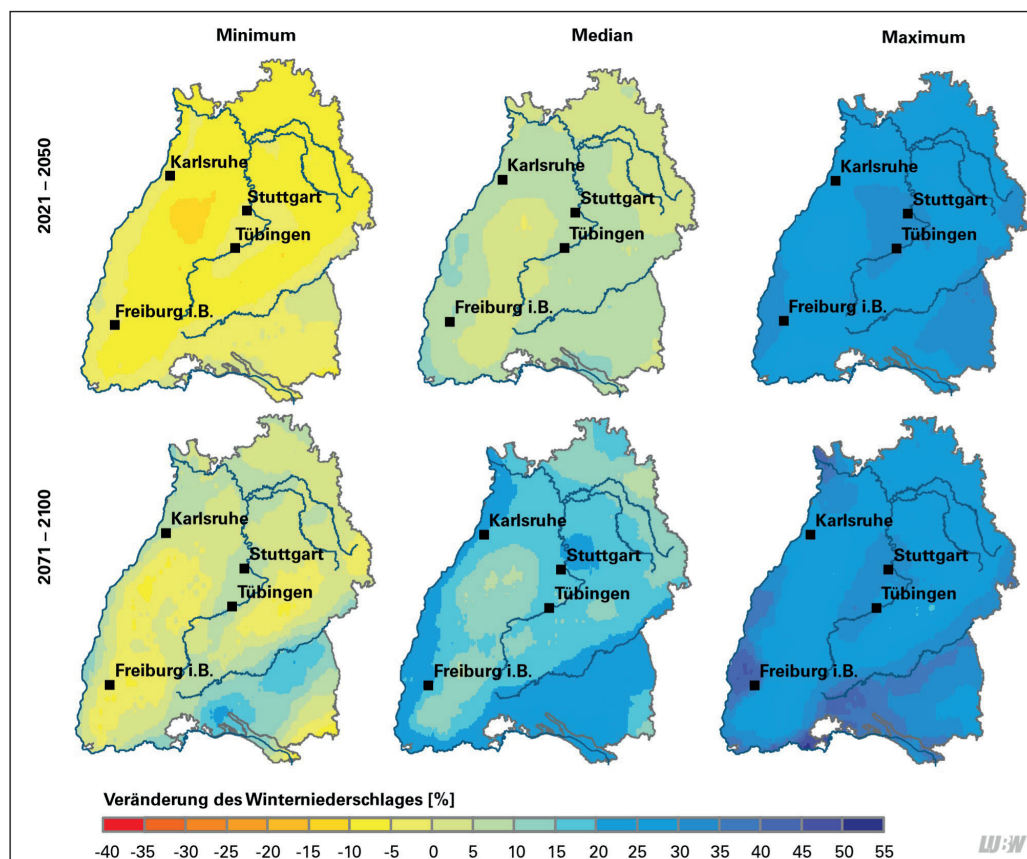 Minimum Median Maximum
2021 – 2050
Karlsruhe
Stuttgart
Tübingen
Freiburg i.B.
Karlsruhe
Stuttgart
Tübingen
Freiburg i.B.
Karlsruhe
Stuttgart
Tübingen
Freiburg i.B.
2071 – 2100
Karlsruhe
Stuttgart
Tübingen
Freiburg i.B.
Karlsruhe
Stuttgart
Tübingen
Freiburg i.B.
Karlsruhe
Stuttgart
Tübingen
Freiburg i.B.
Veränderung des Winterniederschlages [%]
-40 -35 -30 -25 -20 -15 -10 -5 0 5 10 15 20 25 30 35 40 45 50 55
LUBW